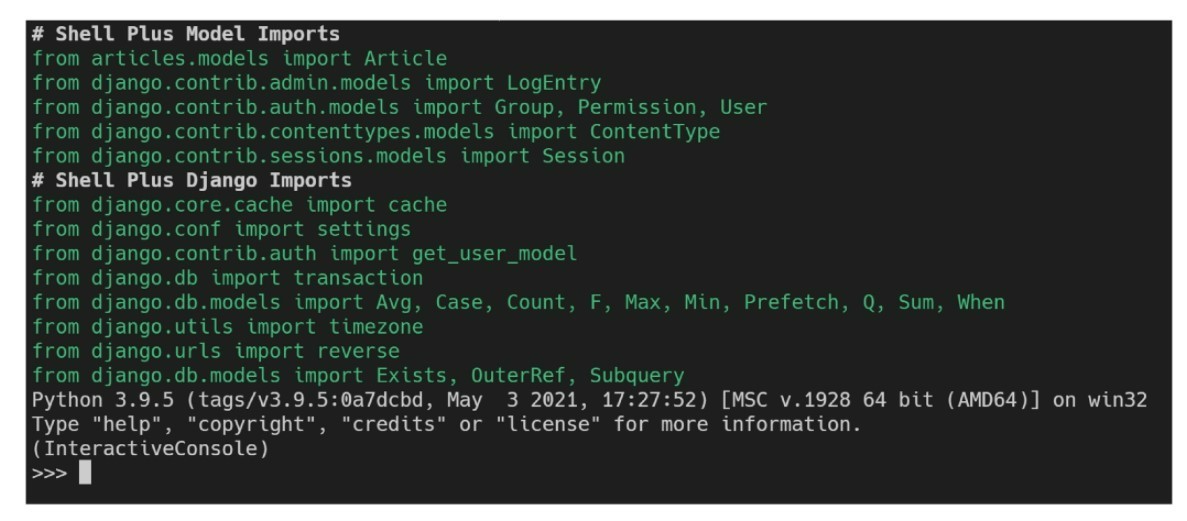 # Shell Plus Model Imports
from articles.models import Article
from django.contrib.admin.models import LogEntry
from django.contrib.auth.models import Group, Permission, User
from django.contrib.contenttypes.models import ContentType
from django.contrib.sessions.models import Session
# Shell Plus Django Imports
from django.core.cache import cache
from django.conf import settings
from django.contrib.auth import get_user_model
from django.db import transaction
from django.db.models import Avg, Case, Count, F, Max, Min, Prefetch, Q, Sum, When
from django.utils import timezone
from django.urls import reverse
from django.db.models import Exists, OuterRef, Subquery
Python 3.9.5 (tags/v3.9.5:0a7dcbd, May  3 2021, 17:27:52) [MSC v.1928 64 bit (AMD64)] on win32
Type "help", "copyright", "credits" or "license" for more information.
(InteractiveConsole)
>>>